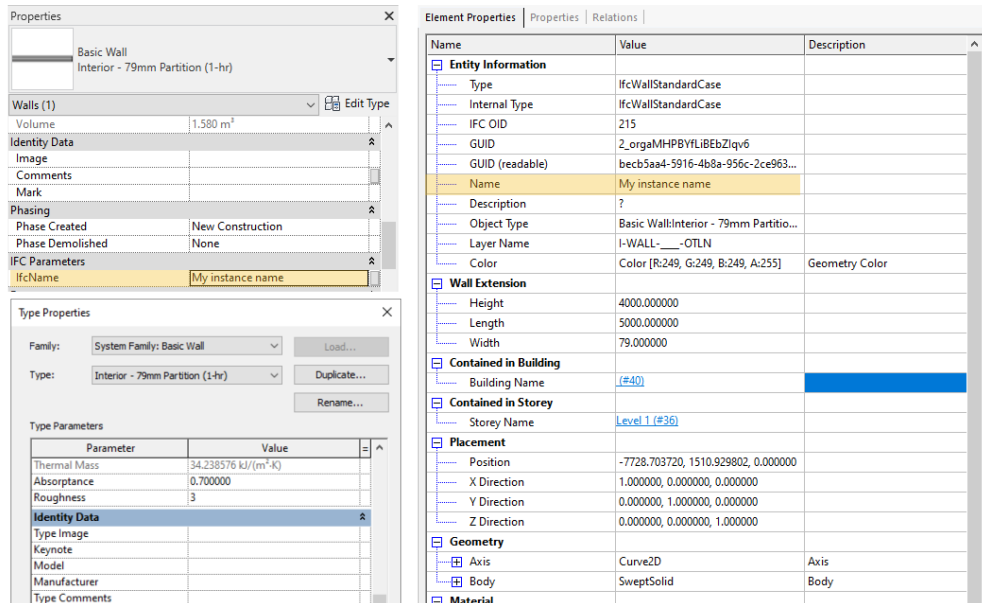 Properties
Basic Wall
Interior - 79mm Partition (1-hr)
Walls (1)
Edit Type
Volume 1.580 m³
Identity Data
Image
Comments
Mark
Phasing
Phase Created New Construction
Phase Demolished None
IFC Parameters
IfcName My instance name
Type Properties
Family: System Family: Basic Wall Load...
Type: Interior - 79mm Partition (1-hr) Duplicate...
Rename...
Type Parameters
Parameter Value =
Thermal Mass 34.238576 kJ/(m²·K)
Absorptance 0.700000
Roughness 3
Identity Data
Type Image
Keynote
Model
Manufacturer
Type Comments
Element Properties Properties Relations
Name Value Description
Entity Information
Type IfcWallStandardCase
Internal Type IfcWallStandardCase
IFC OID 215
GUID 2_orgaMHPBYfLiBEbZIqv6
GUID (readable) becb5aa4-5916-4b8a-956c-2ce963...
Name My instance name
Description ?
Object Type Basic Wall:Interior - 79mm Partitio...
Layer Name I-WALL-___-OTLN
Color Color [R:249, G:249, B:249, A:255] Geometry Color
Wall Extension
Height 4000.000000
Length 5000.000000
Width 79.000000
Contained in Building
Building Name (#40)
Contained in Storey
Storey Name Level 1 (#36)
Placement
Position -7728.703720, 1510.929802, 0.000000
X Direction 1.000000, 0.000000, 0.000000
Y Direction 0.000000, 1.000000, 0.000000
Z Direction 0.000000, 0.000000, 1.000000
Geometry
Axis Curve2D Axis
Body SweptSolid Body
Material